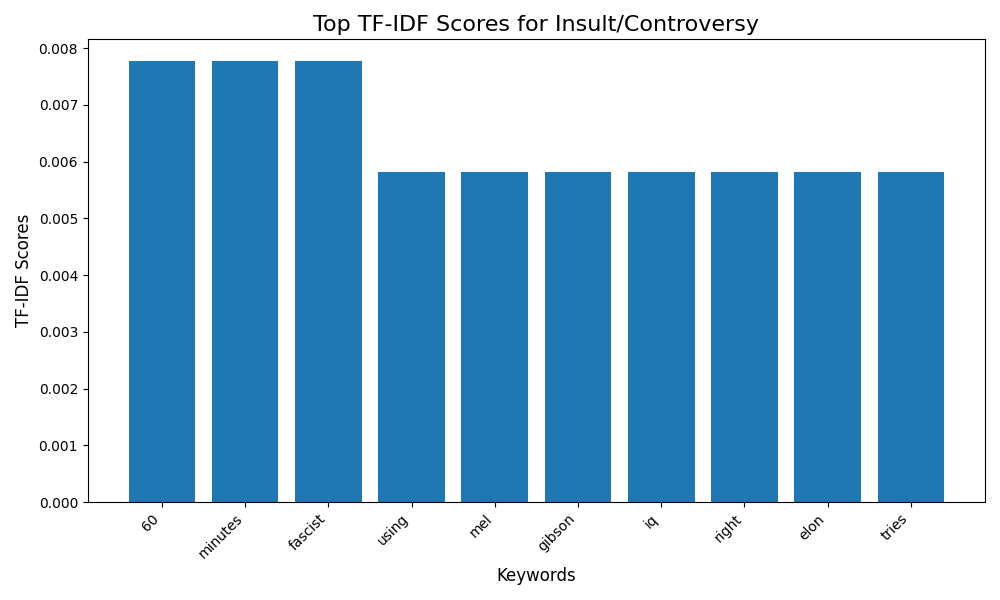 Top TF-IDF Scores for Insult/Controversy
TF-IDF Scores
0.008
0.007
0.006
0.005
0.004
0.003
0.002
0.001
0.000
60
minutes
fascist
using
mel
gibson
iq
right
elon
tries
Keywords